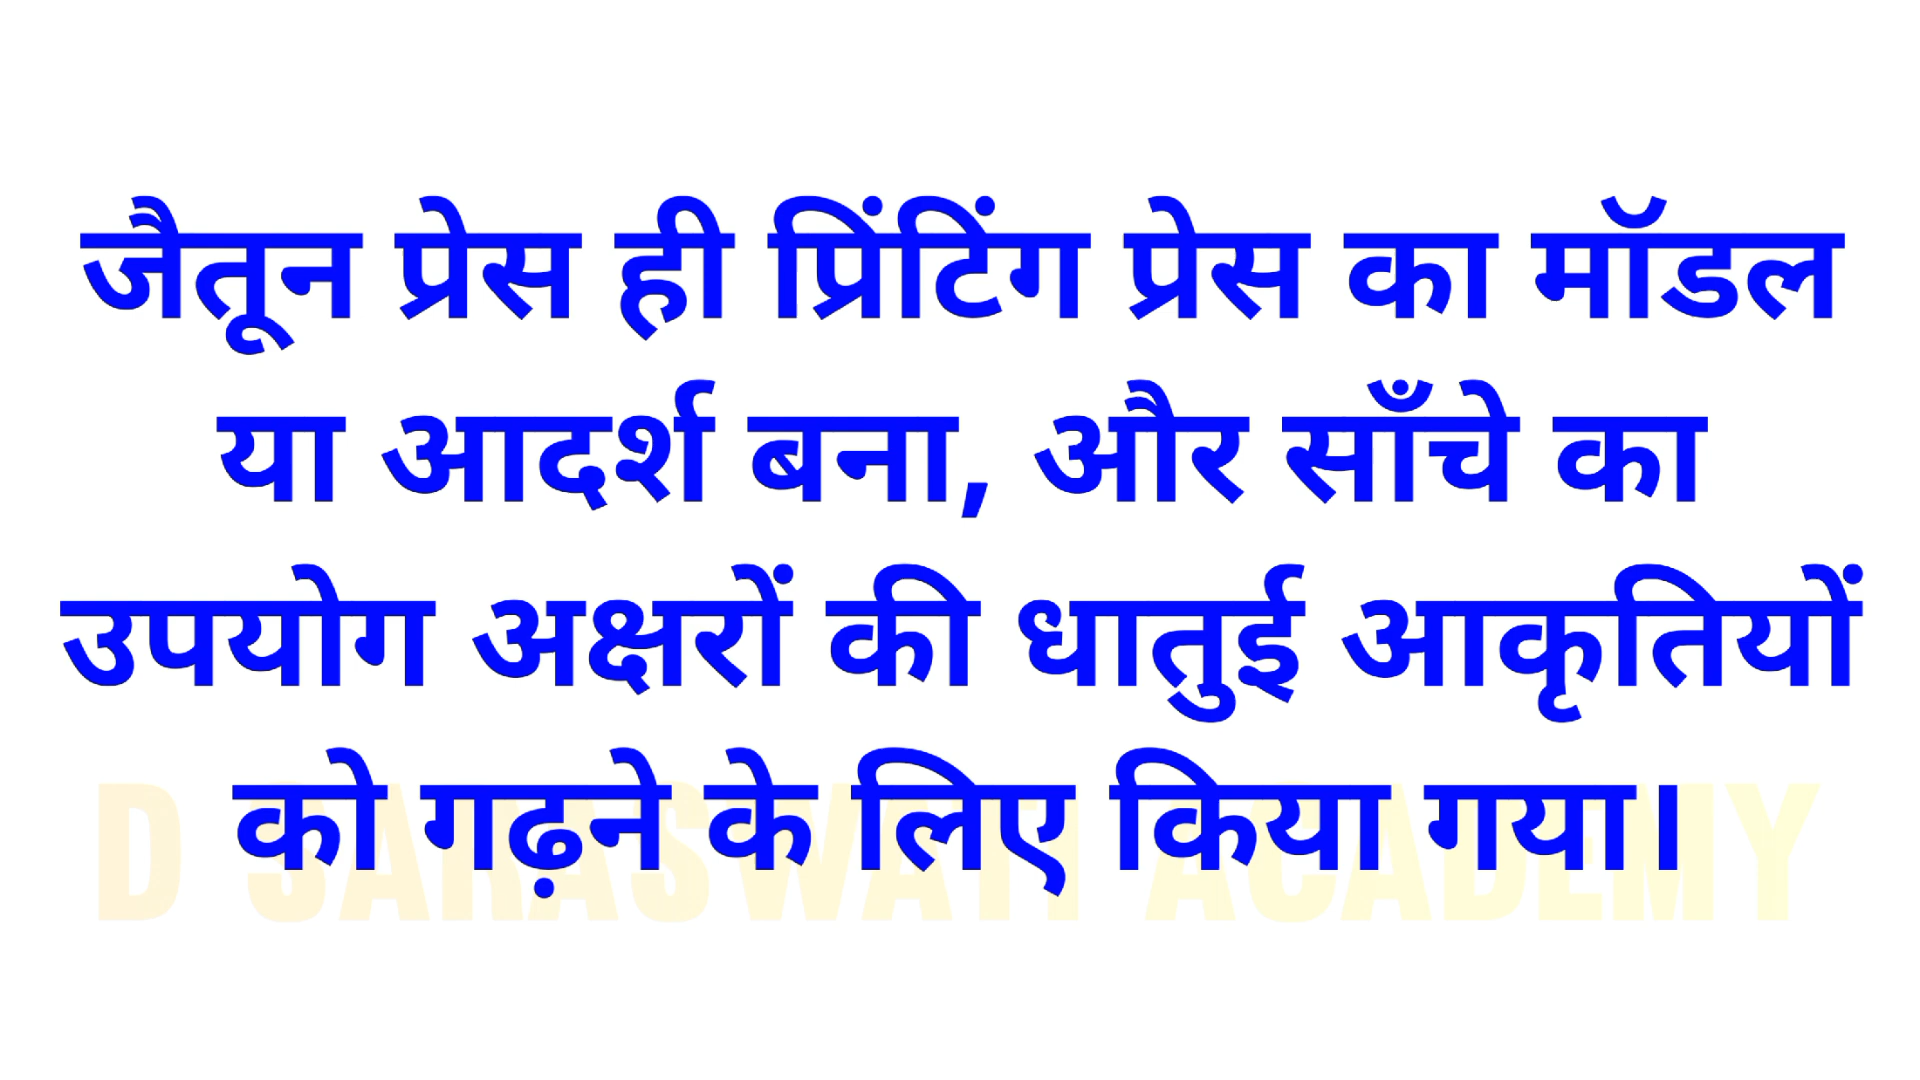 जैतून प्रेस ही प्रिंटिंग प्रेस का मॉडल
या आदर्श बना, और साँचे का
उपयोग अक्षरों की धातुई आकृतियों
को गढ़ने के लिए किया गया।
D SARASWATI ACADEMY